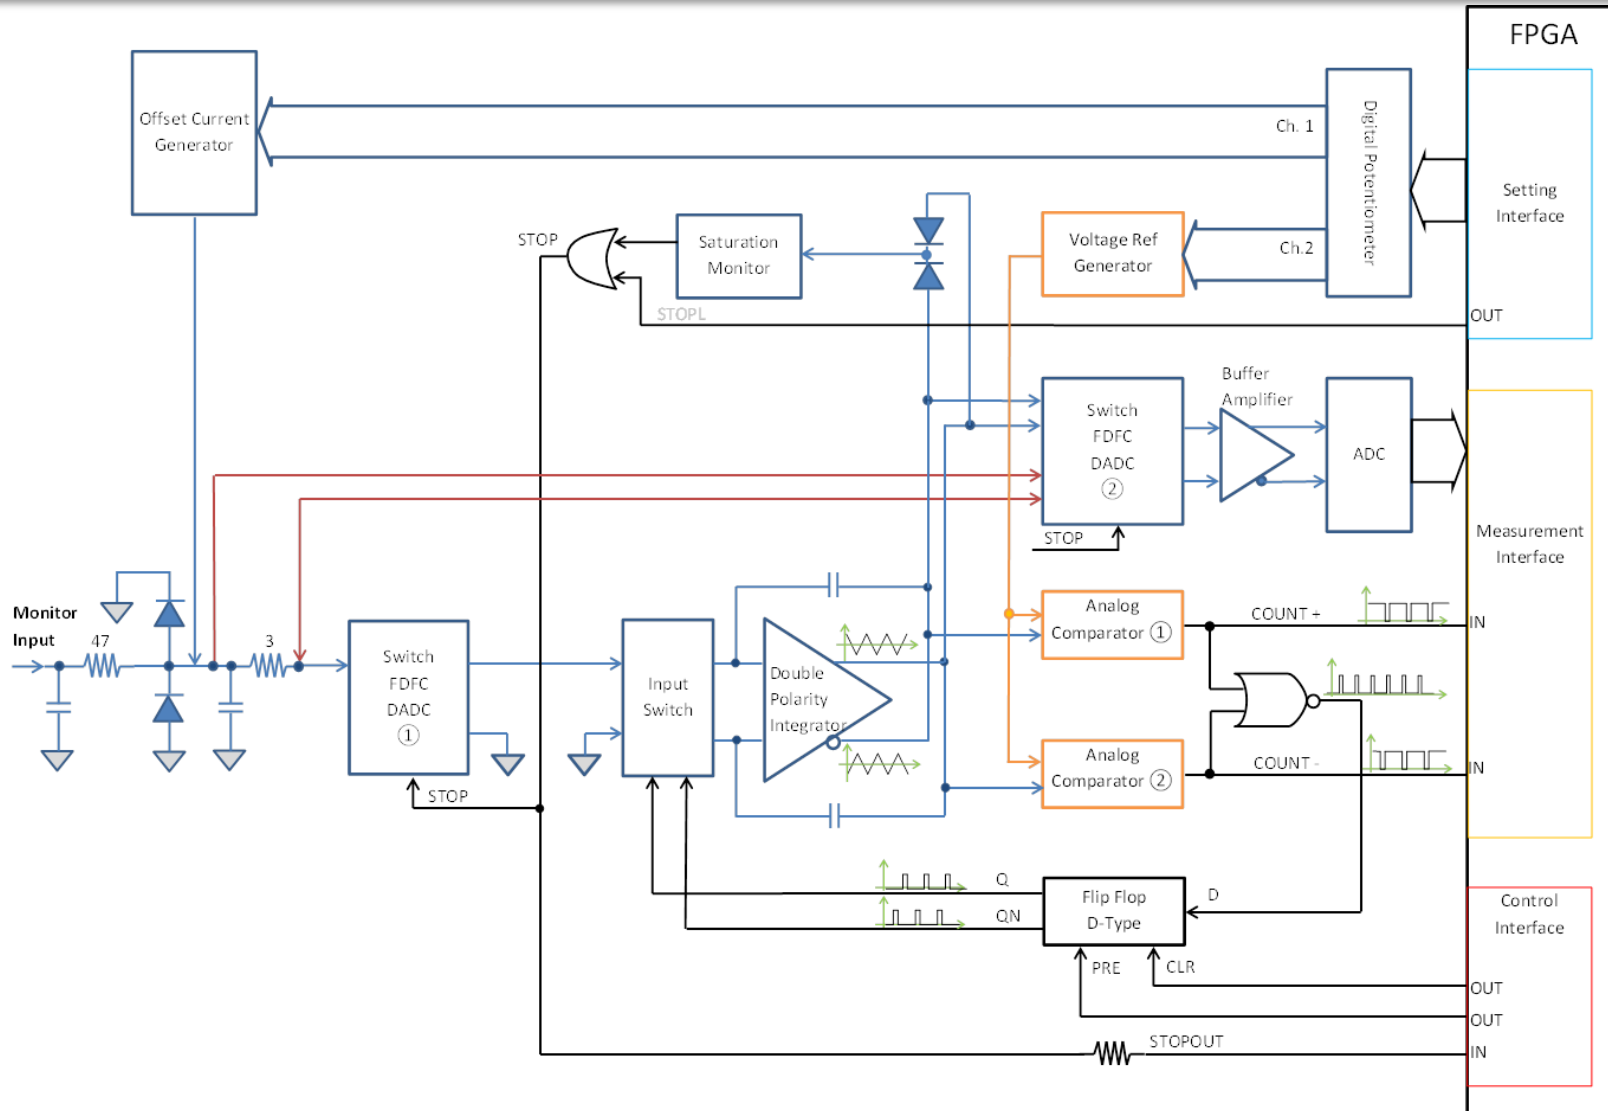 FPGA
Offset Current
Generator
Ch. 1
Digital Potentiometer
Setting
Interface
STOP
Saturation
Monitor
Voltage Ref
Generator
Ch.2
STOPL
OUT
Buffer
Amplifier
Switch
FDFC
DADC
②
ADC
STOP
Measurement
Interface
Monitor
Input
47
3
Switch
FDFC
DADC
①
Input
Switch
Double
Polarity
Integrator
Analog
Comparator ①
COUNT +
IN
Analog
Comparator ②
COUNT -
IN
STOP
Q
QN
Flip Flop
D-Type
D
Control
Interface
PRE
CLR
OUT
OUT
STOPOUT
IN